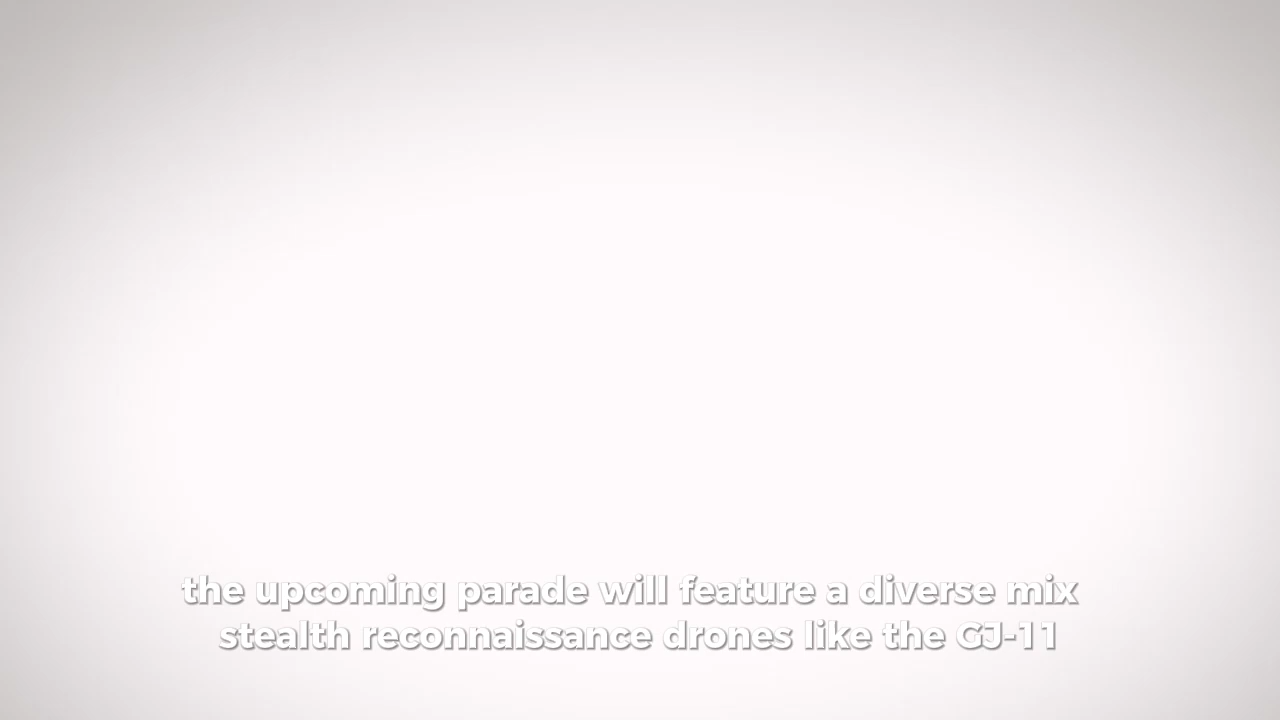 the upcoming parade will feature a diverse mix
stealth reconnaissance drones like the GJ-11